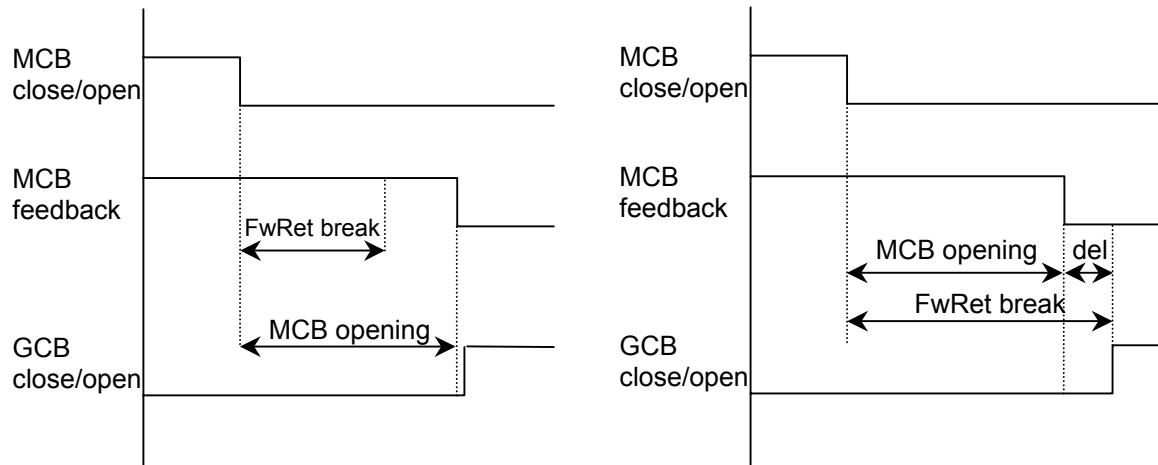 MCB
close/open
MCB
feedback
FwRet break
MCB opening
GCB
close/open
MCB
close/open
MCB
feedback
MCB opening
del
FwRet break
GCB
close/open